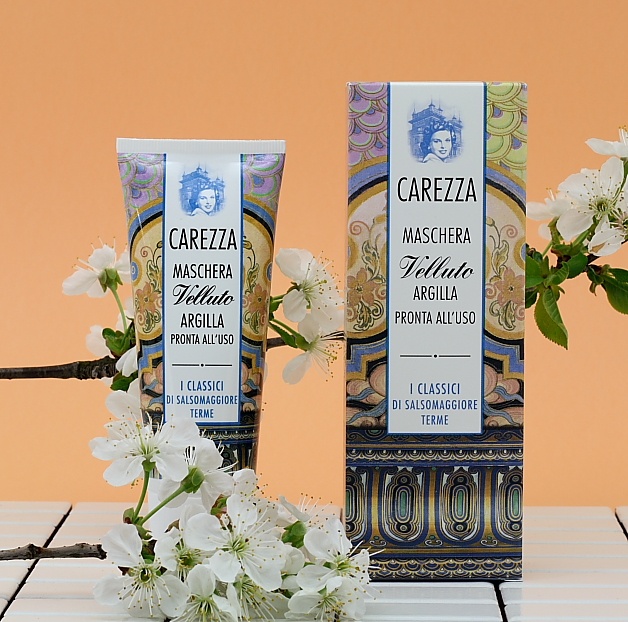 CAREZZA
MASCHERA
Velluto
ARGILLA
PRONTA ALL'USO
I CLASSICI
DI SALSOMAGGIORE
TERME
CAREZZA
MASCHERA
Velluto
ARGILLA
PRONTA ALL'USO
I CLASSICI
DI SALSOMAGGIORE
TERME